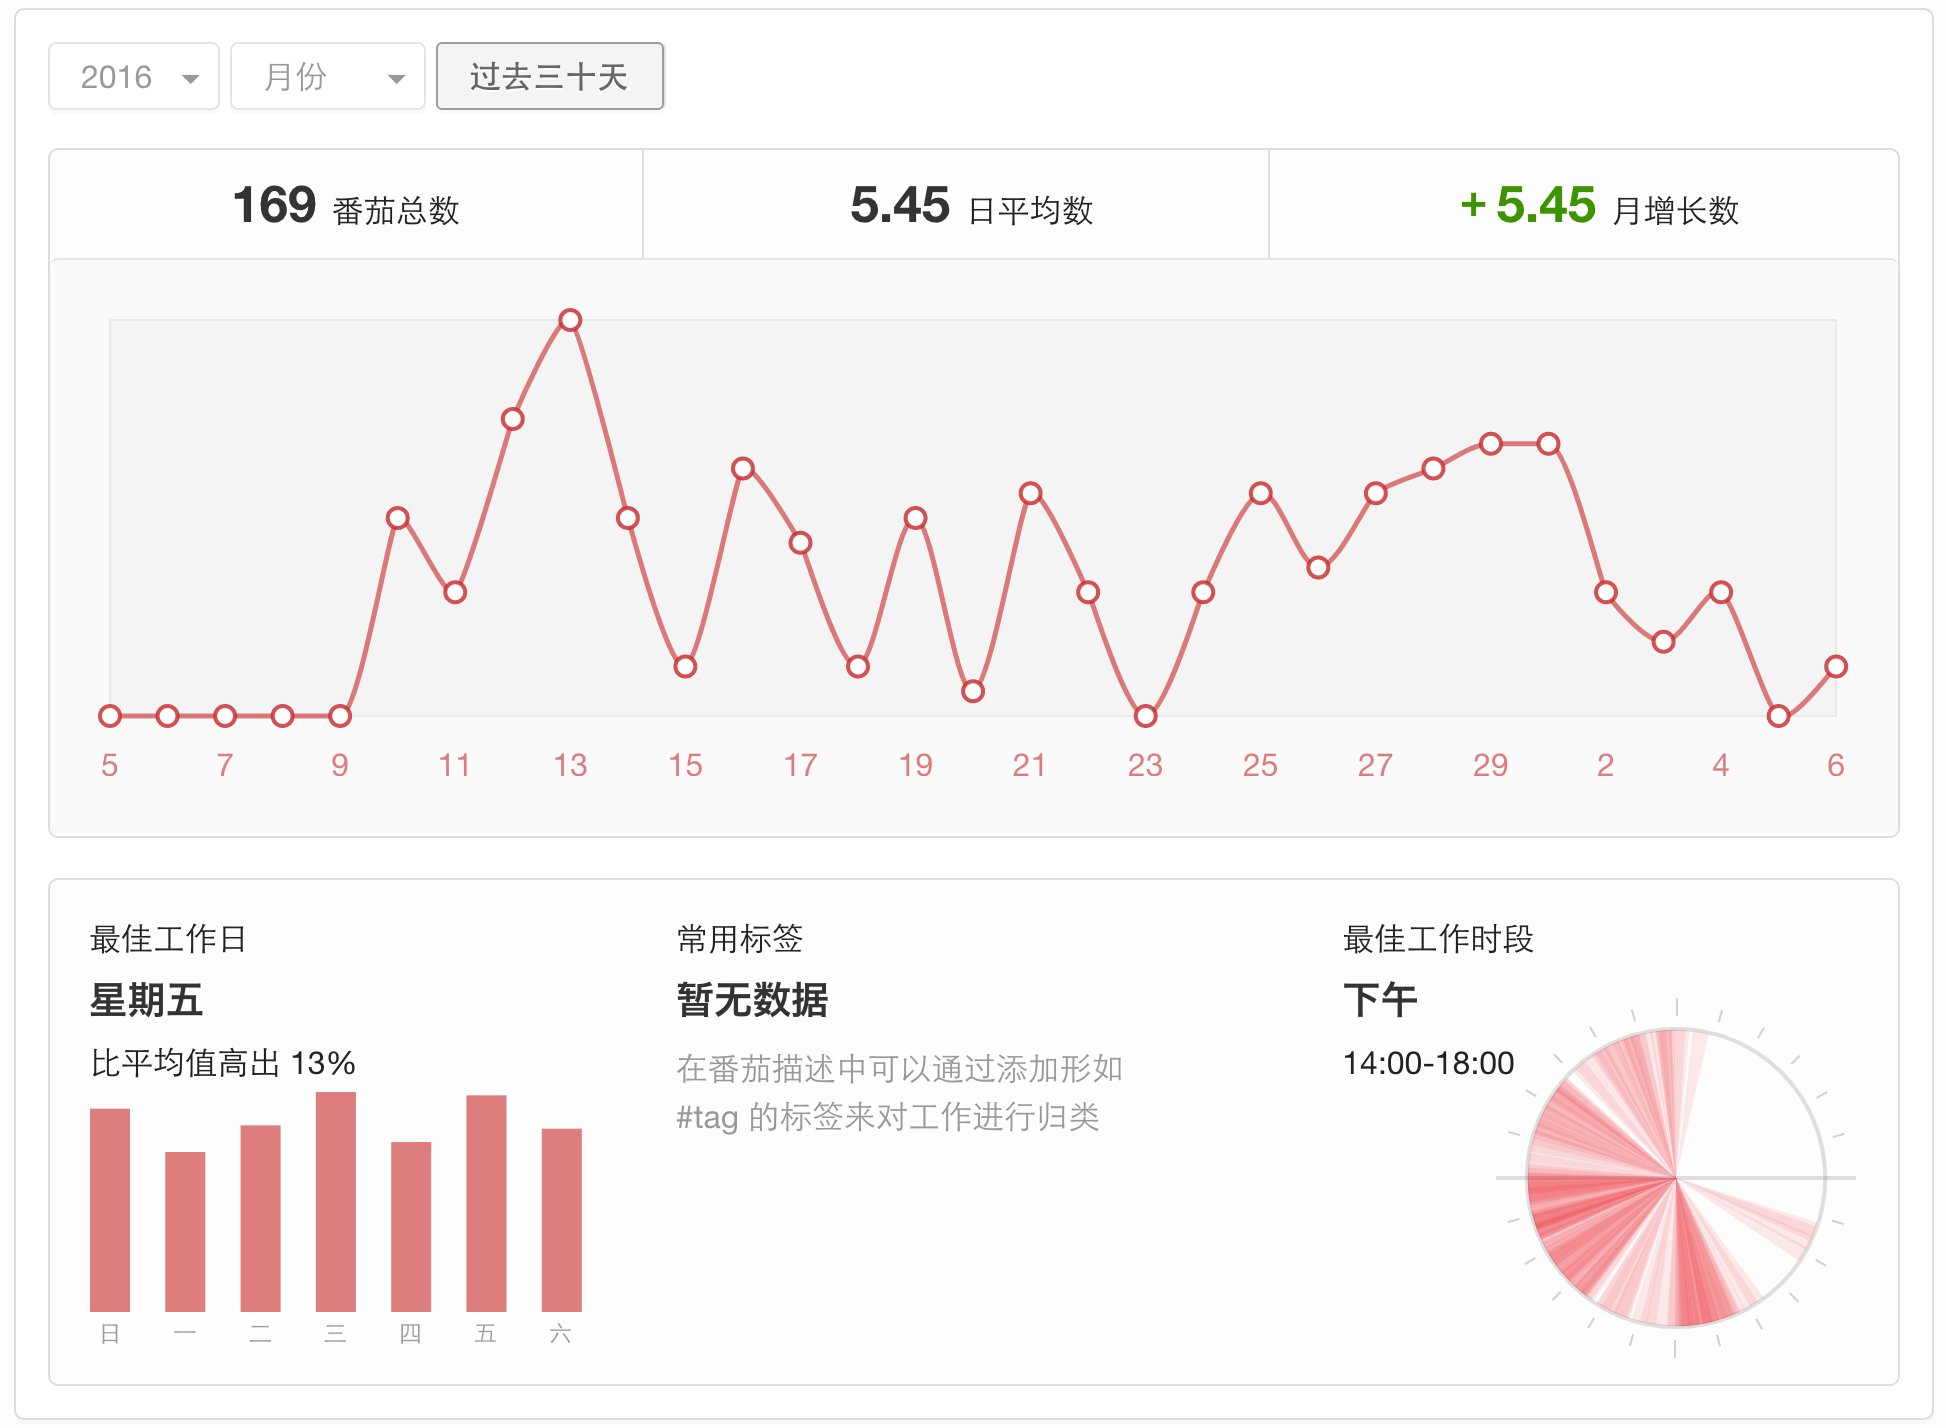 2016 月份 过去三十天
169 番茄总数 5.45 日平均数 +5.45 月增长数
5 7 9 11 13 15 17 19 21 23 25 27 29 2 4 6
最佳工作日
星期五
比平均值高出 13%
日 一 二 三 四 五 六
常用标签
暂无数据
在番茄描述中可以通过添加形如
#tag 的标签来对工作进行归类
最佳工作时段
下午
14:00-18:00